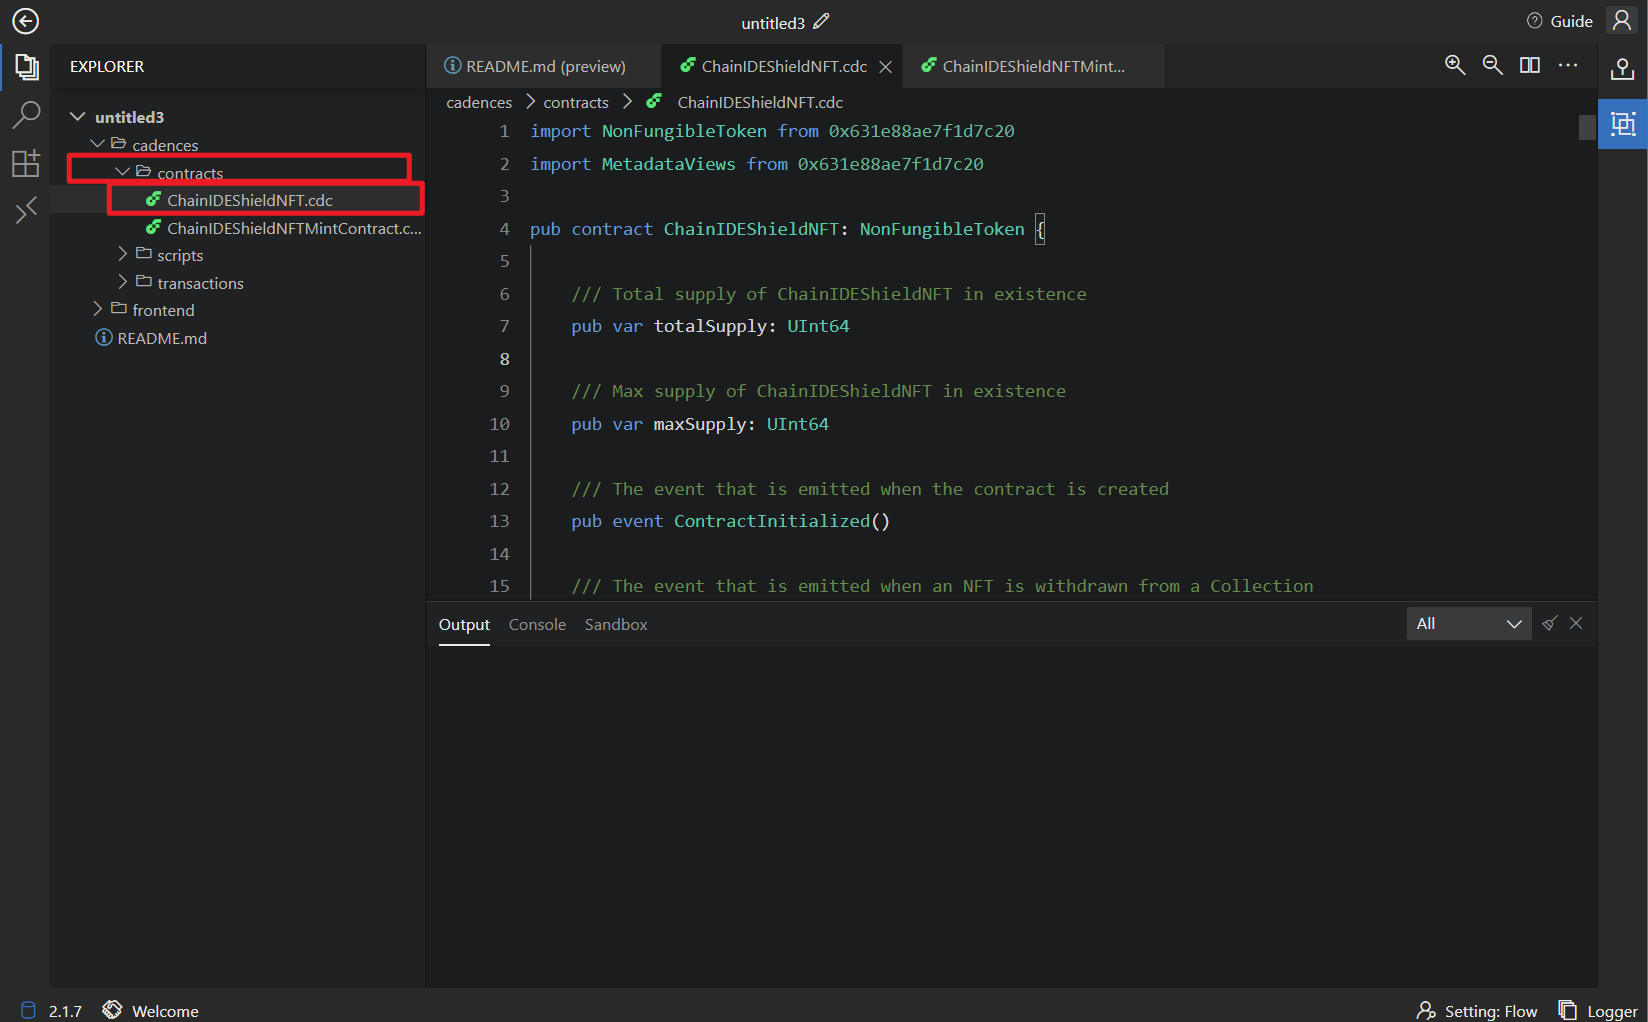 untitled3
Guide
EXPLORER
README.md (preview)
ChainIDEShieldNFT.cdc
ChainIDEShieldNFTMint...
untitled3
cadences
contracts
ChainIDEShieldNFT.cdc
ChainIDEShieldNFTMintContract.c...
scripts
transactions
frontend
README.md
cadences
contracts
ChainIDEShieldNFT.cdc
1 import NonFungibleToken from 0x631e88ae7f1d7c20
2 import MetadataViews from 0x631e88ae7f1d7c20
3
4 pub contract ChainIDEShieldNFT: NonFungibleToken {
5
6 /// Total supply of ChainIDEShieldNFT in existence
7 pub var totalSupply: UInt64
8
9 /// Max supply of ChainIDEShieldNFT in existence
10 pub var maxSupply: UInt64
11
12 /// The event that is emitted when the contract is created
13 pub event ContractInitialized()
14
15 /// The event that is emitted when an NFT is withdrawn from a Collection
Output Console Sandbox
All
2.1.7
Welcome
Setting: Flow
Logger